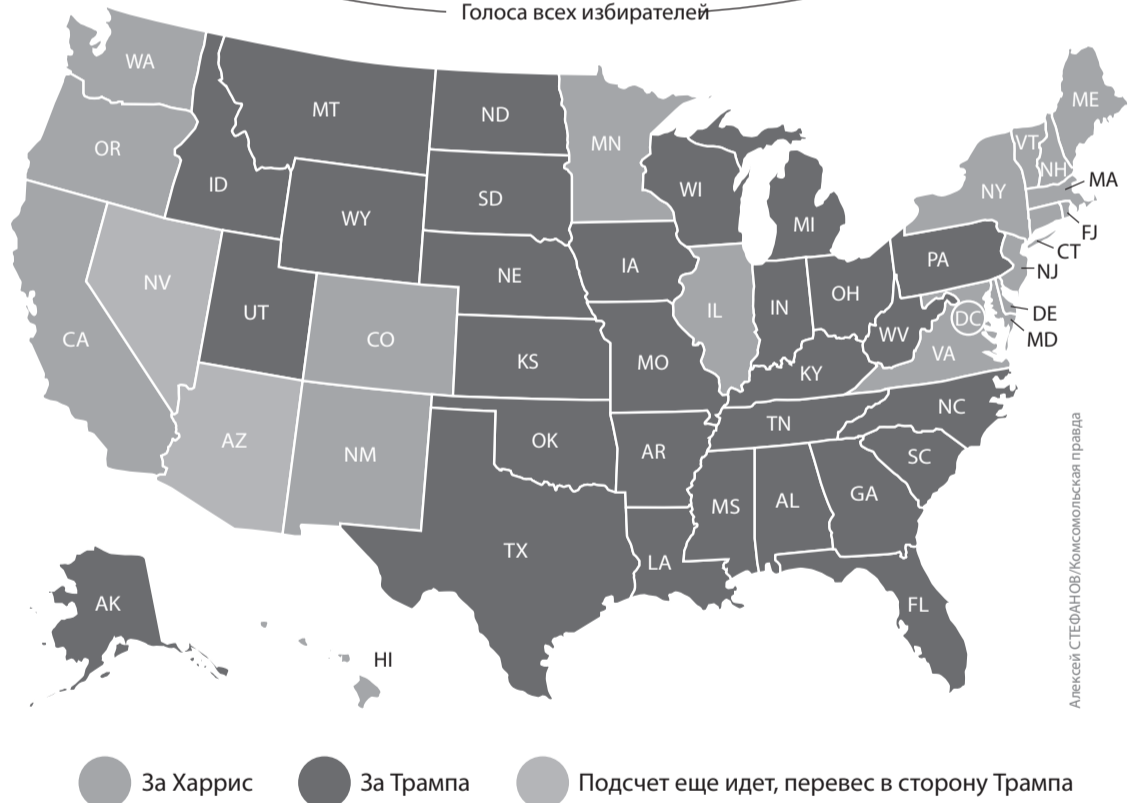 Голоса всех избирателей
WA
MT
ND
MN
ME
OR
ID
SD
WI
VT
NH
MA
WY
MI
NY
FJ
CT
NV
NE
IA
PA
NJ
UT
IL
IN
OH
DC
DE
CA
CO
KS
MO
WV
VA
MD
KY
AZ
NM
OK
AR
TN
NC
SC
MS
AL
GA
TX
LA
AK
FL
HI
Алексей СТЕФАНОВ/Комсомольская правда
За Харрис
За Трампа
Подсчет еще идет, перевес в сторону Трампа